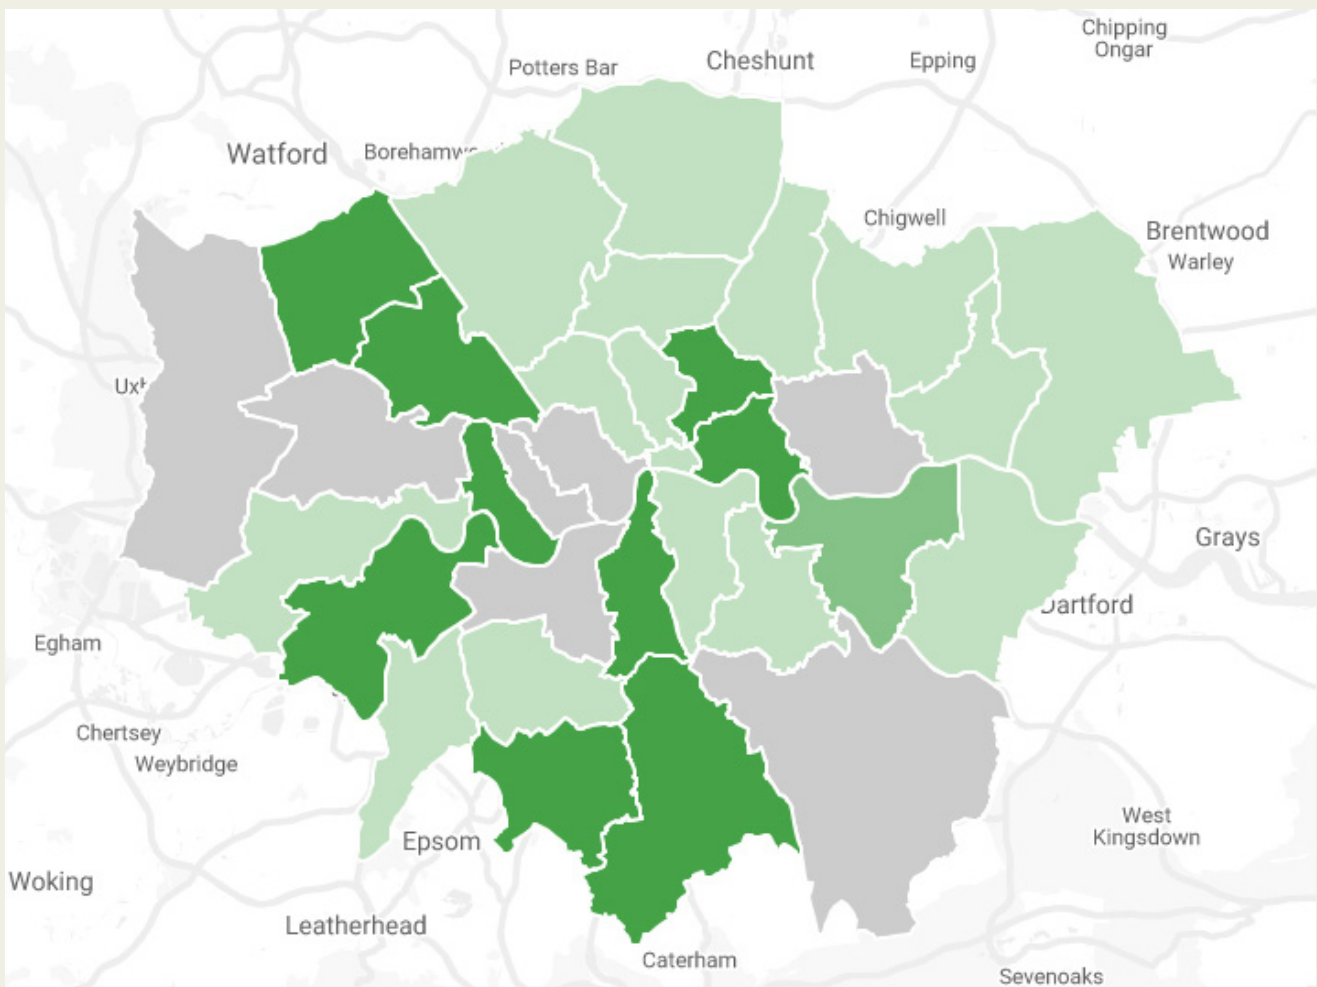 Chipping
Ongar
Cheshunt
Epping
Potters Bar
Watford
Chigwell
Brentwood
Warley
Grays
Dartford
Egham
Chertsey
Weybridge
West
Kingsdown
Epsom
Woking
Leatherhead
Caterham
Sevenoaks